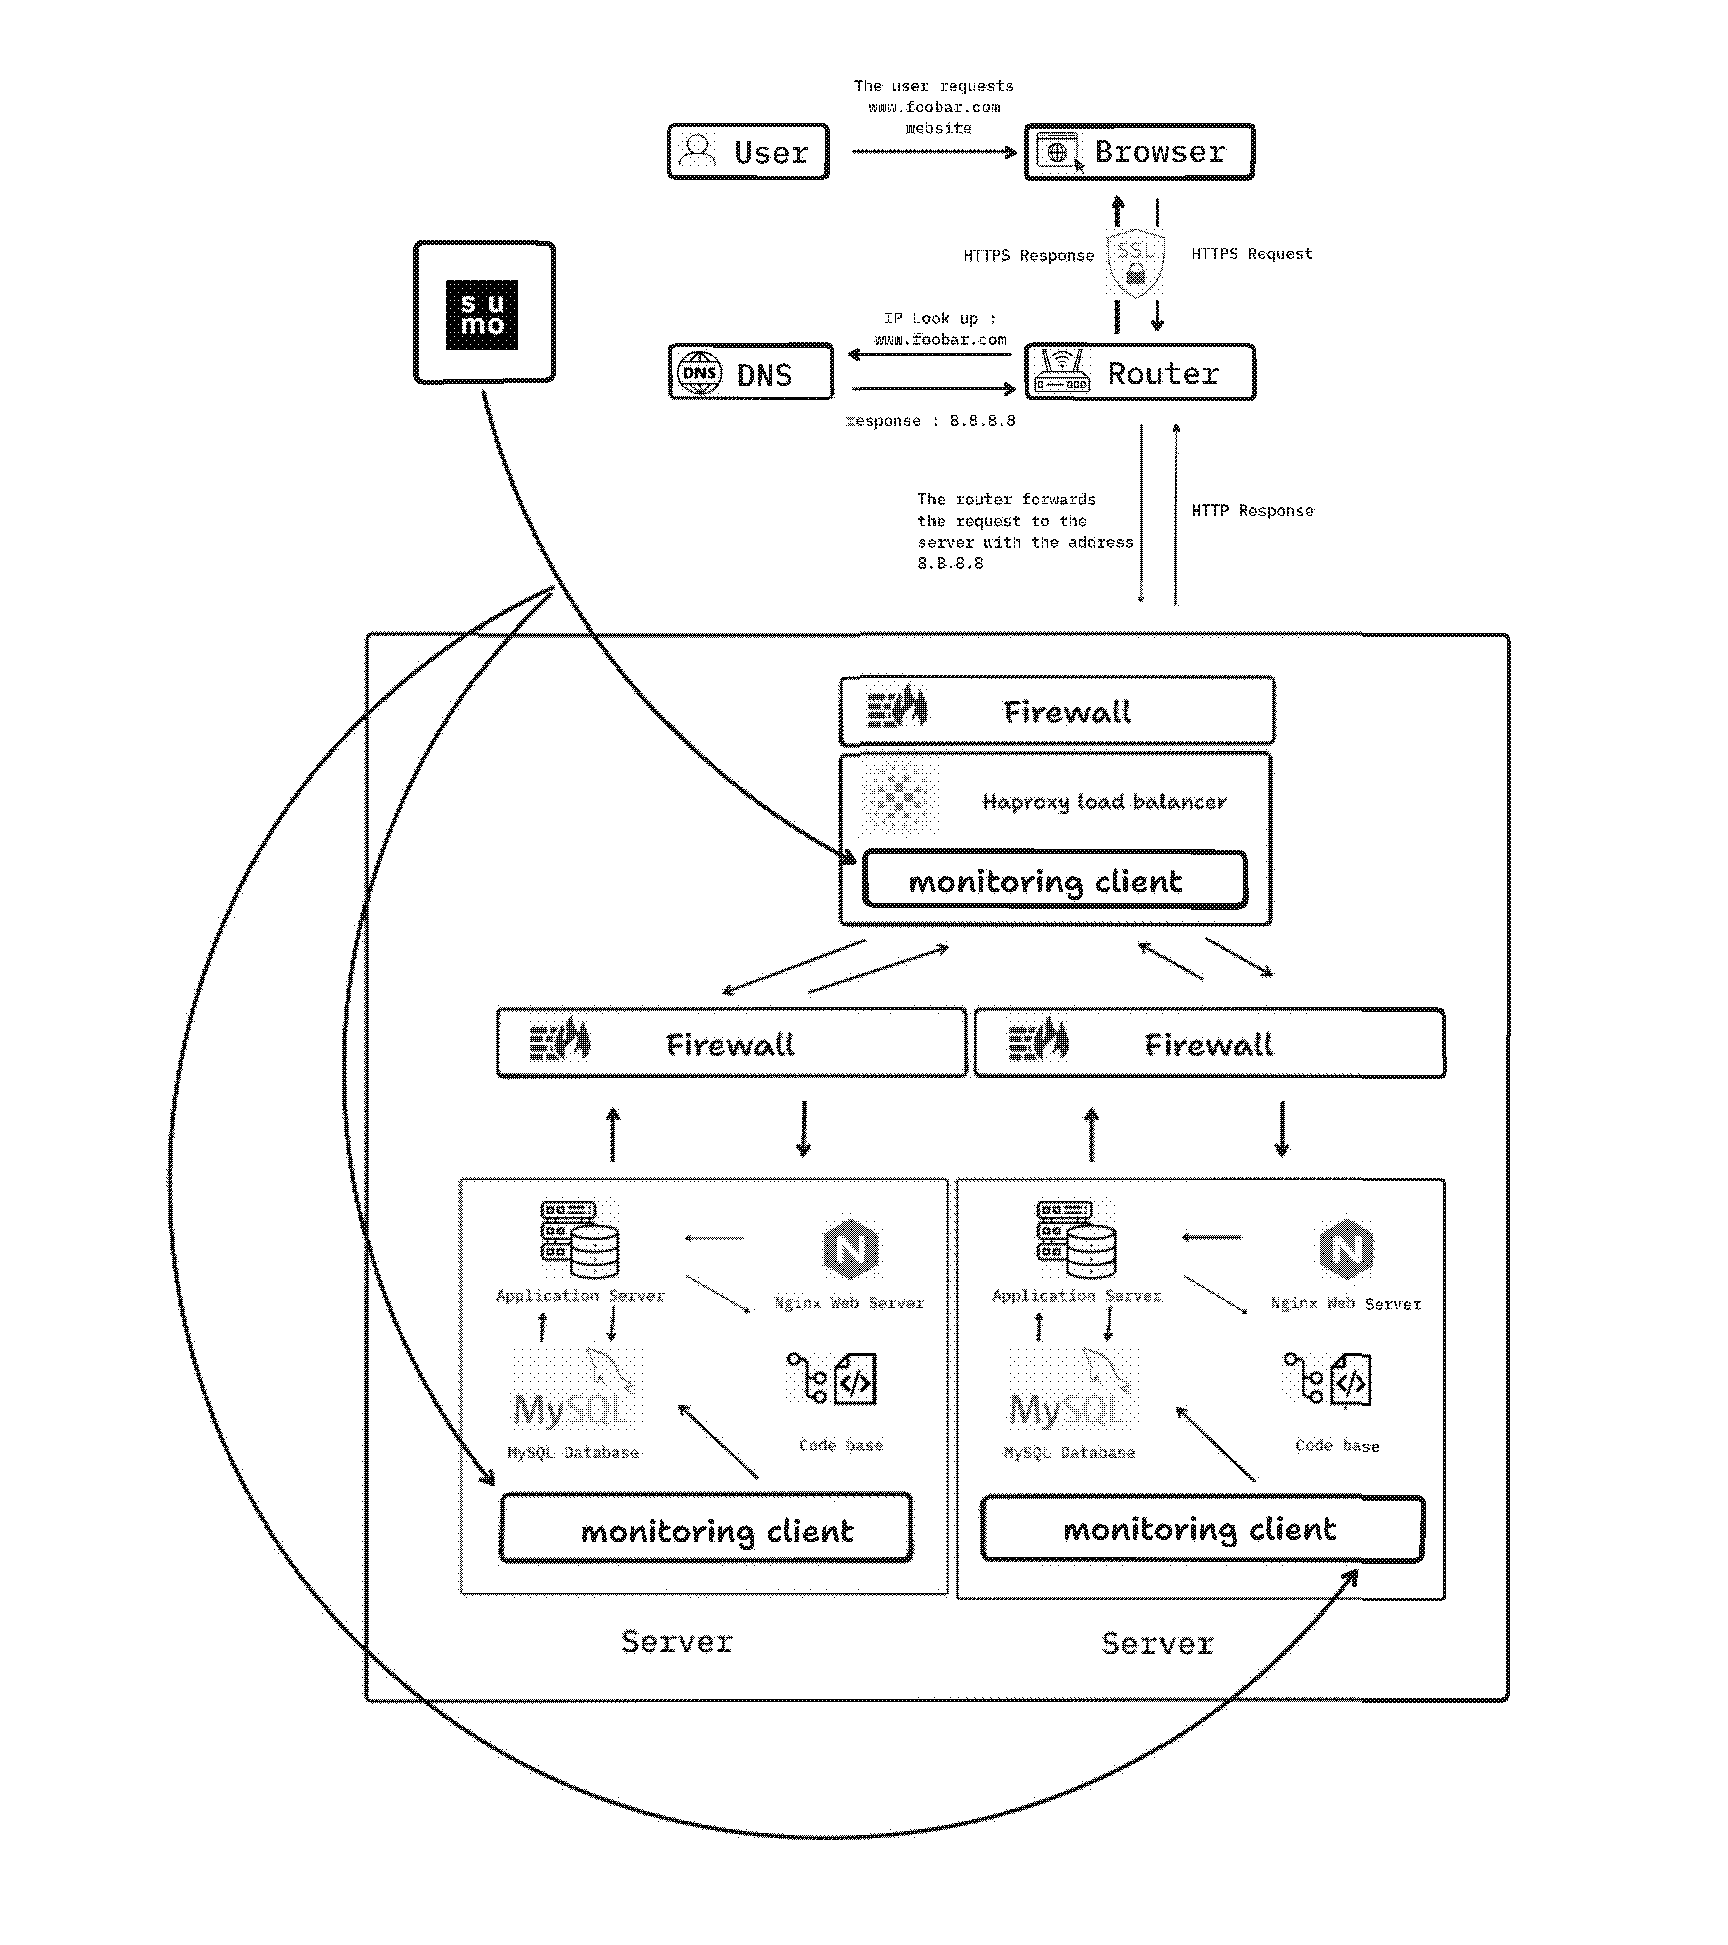 The user requests
www.foobar.com
website
User
Browser
HTTPS Response
SSL
HTTPS Request
s u
mo
IP Look up :
www.foobar.com
DNS
DNS
Router
response : 8.8.8.8
The router forwards
the request to the
server with the address
8.8.8.8
HTTP Response
Firewall
Haproxy load balancer
monitoring client
Firewall
Firewall
N
N
Application Server
Nginx Web Server
Application Server
Nginx Web Server
MySQL
</>
MySQL
</>
MySQL Database
Code base
MySQL Database
Code base
monitoring client
monitoring client
Server
Server